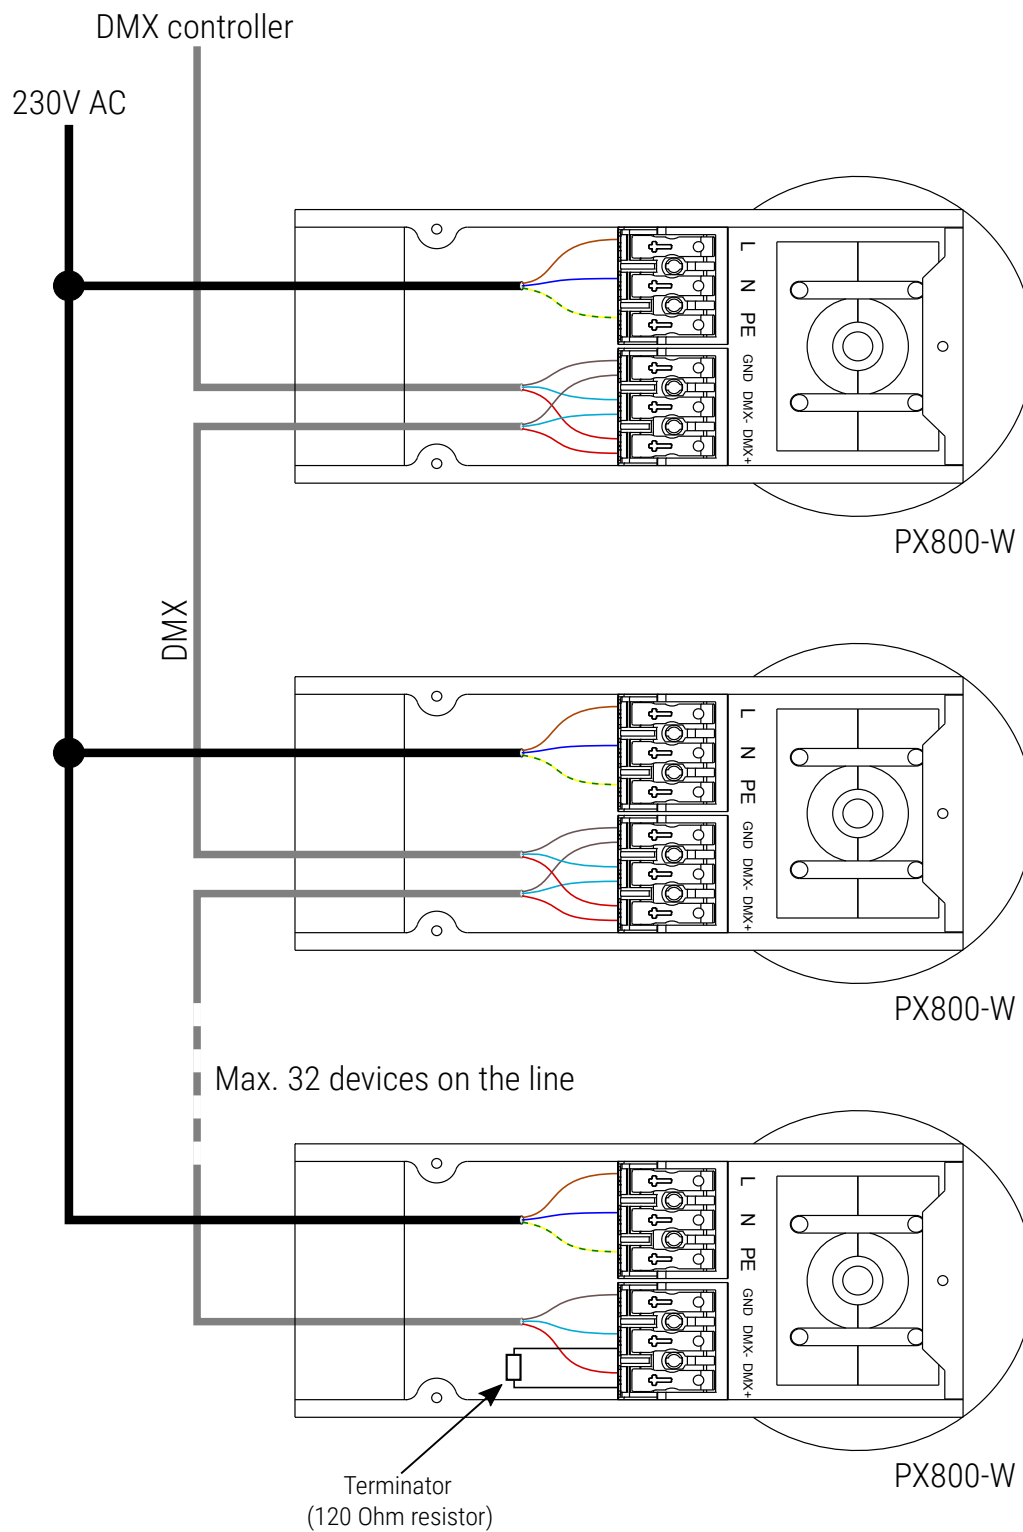 DMX controller
230V AC
L
N
PE
GND
DMX-
DMX+
PX800-W
DMX
L
N
PE
GND
DMX-
DMX+
PX800-W
Max. 32 devices on the line
L
N
PE
GND
DMX-
DMX+
PX800-W
Terminator
(120 Ohm resistor)